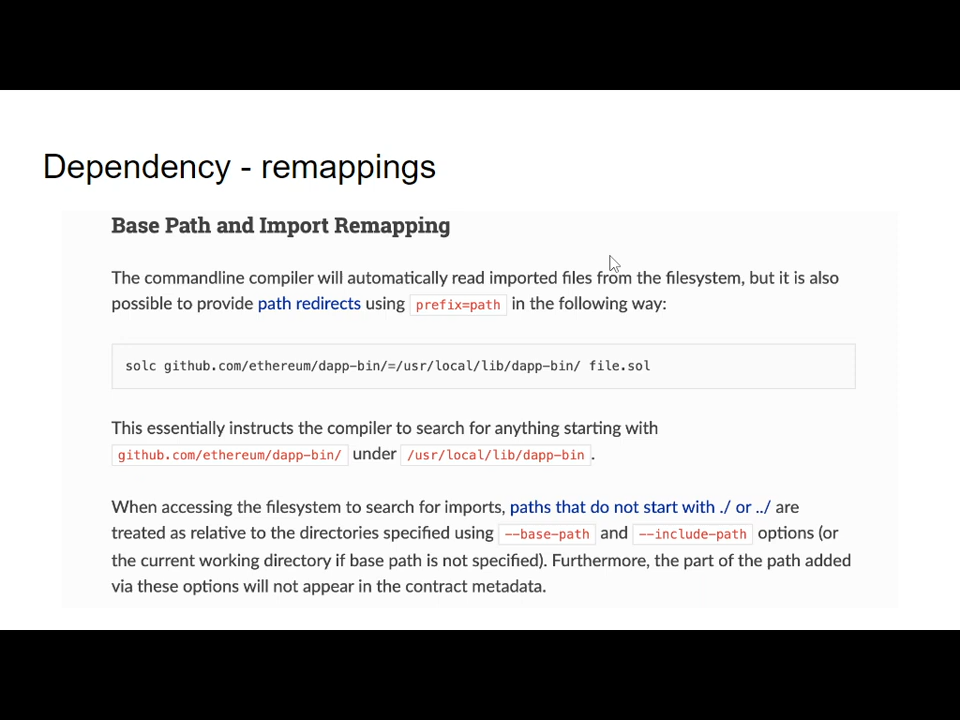 Dependency - remappings
Base Path and Import Remapping
The commandline compiler will automatically read imported files from the filesystem, but it is also
possible to provide path redirects using prefix=path in the following way:
solc github.com/ethereum/dapp-bin/=/usr/local/lib/dapp-bin/ file.sol
This essentially instructs the compiler to search for anything starting with
github.com/ethereum/dapp-bin/ under /usr/local/lib/dapp-bin.
When accessing the filesystem to search for imports, paths that do not start with ./ or ../ are
treated as relative to the directories specified using --base-path and --include-path options (or
the current working directory if base path is not specified). Furthermore, the part of the path added
via these options will not appear in the contract metadata.